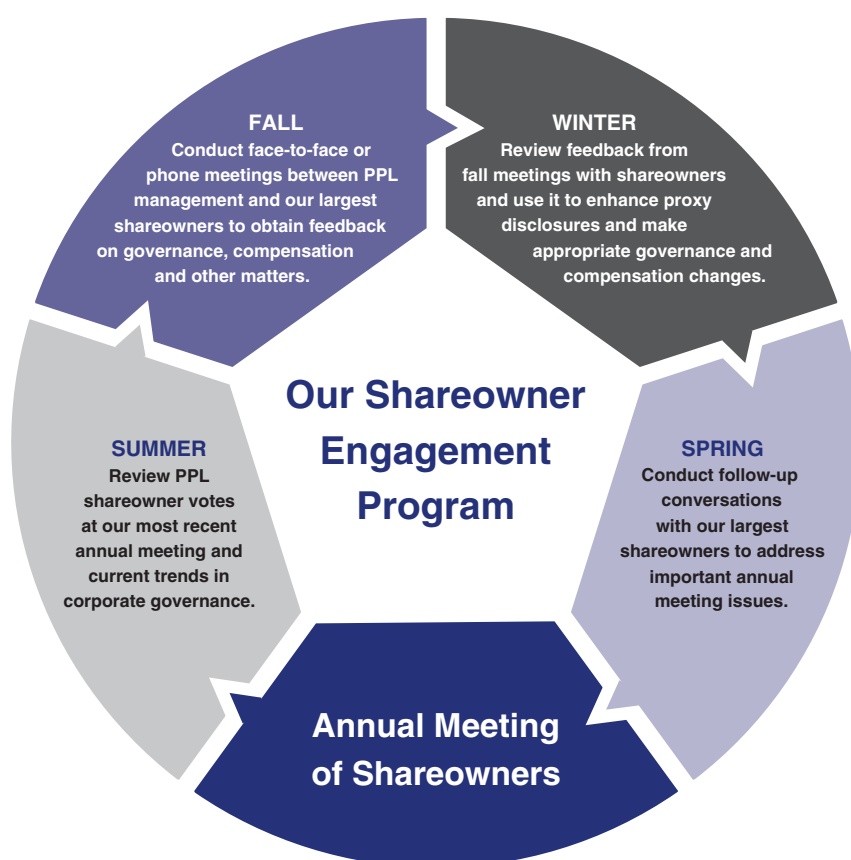 FALL
Conduct face-to-face or
phone meetings between PPL
management and our largest
shareowners to obtain feedback
on governance, compensation
and other matters.
WINTER
Review feedback from
fall meetings with shareowners
and use it to enhance proxy
disclosures and make
appropriate governance and
compensation changes.
Our Shareowner
Engagement
Program
SUMMER
Review PPL
shareowner votes
at our most recent
annual meeting and
current trends in
corporate governance.
SPRING
Conduct follow-up
conversations
with our largest
shareowners to address
important annual
meeting issues.
Annual Meeting
of Shareowners